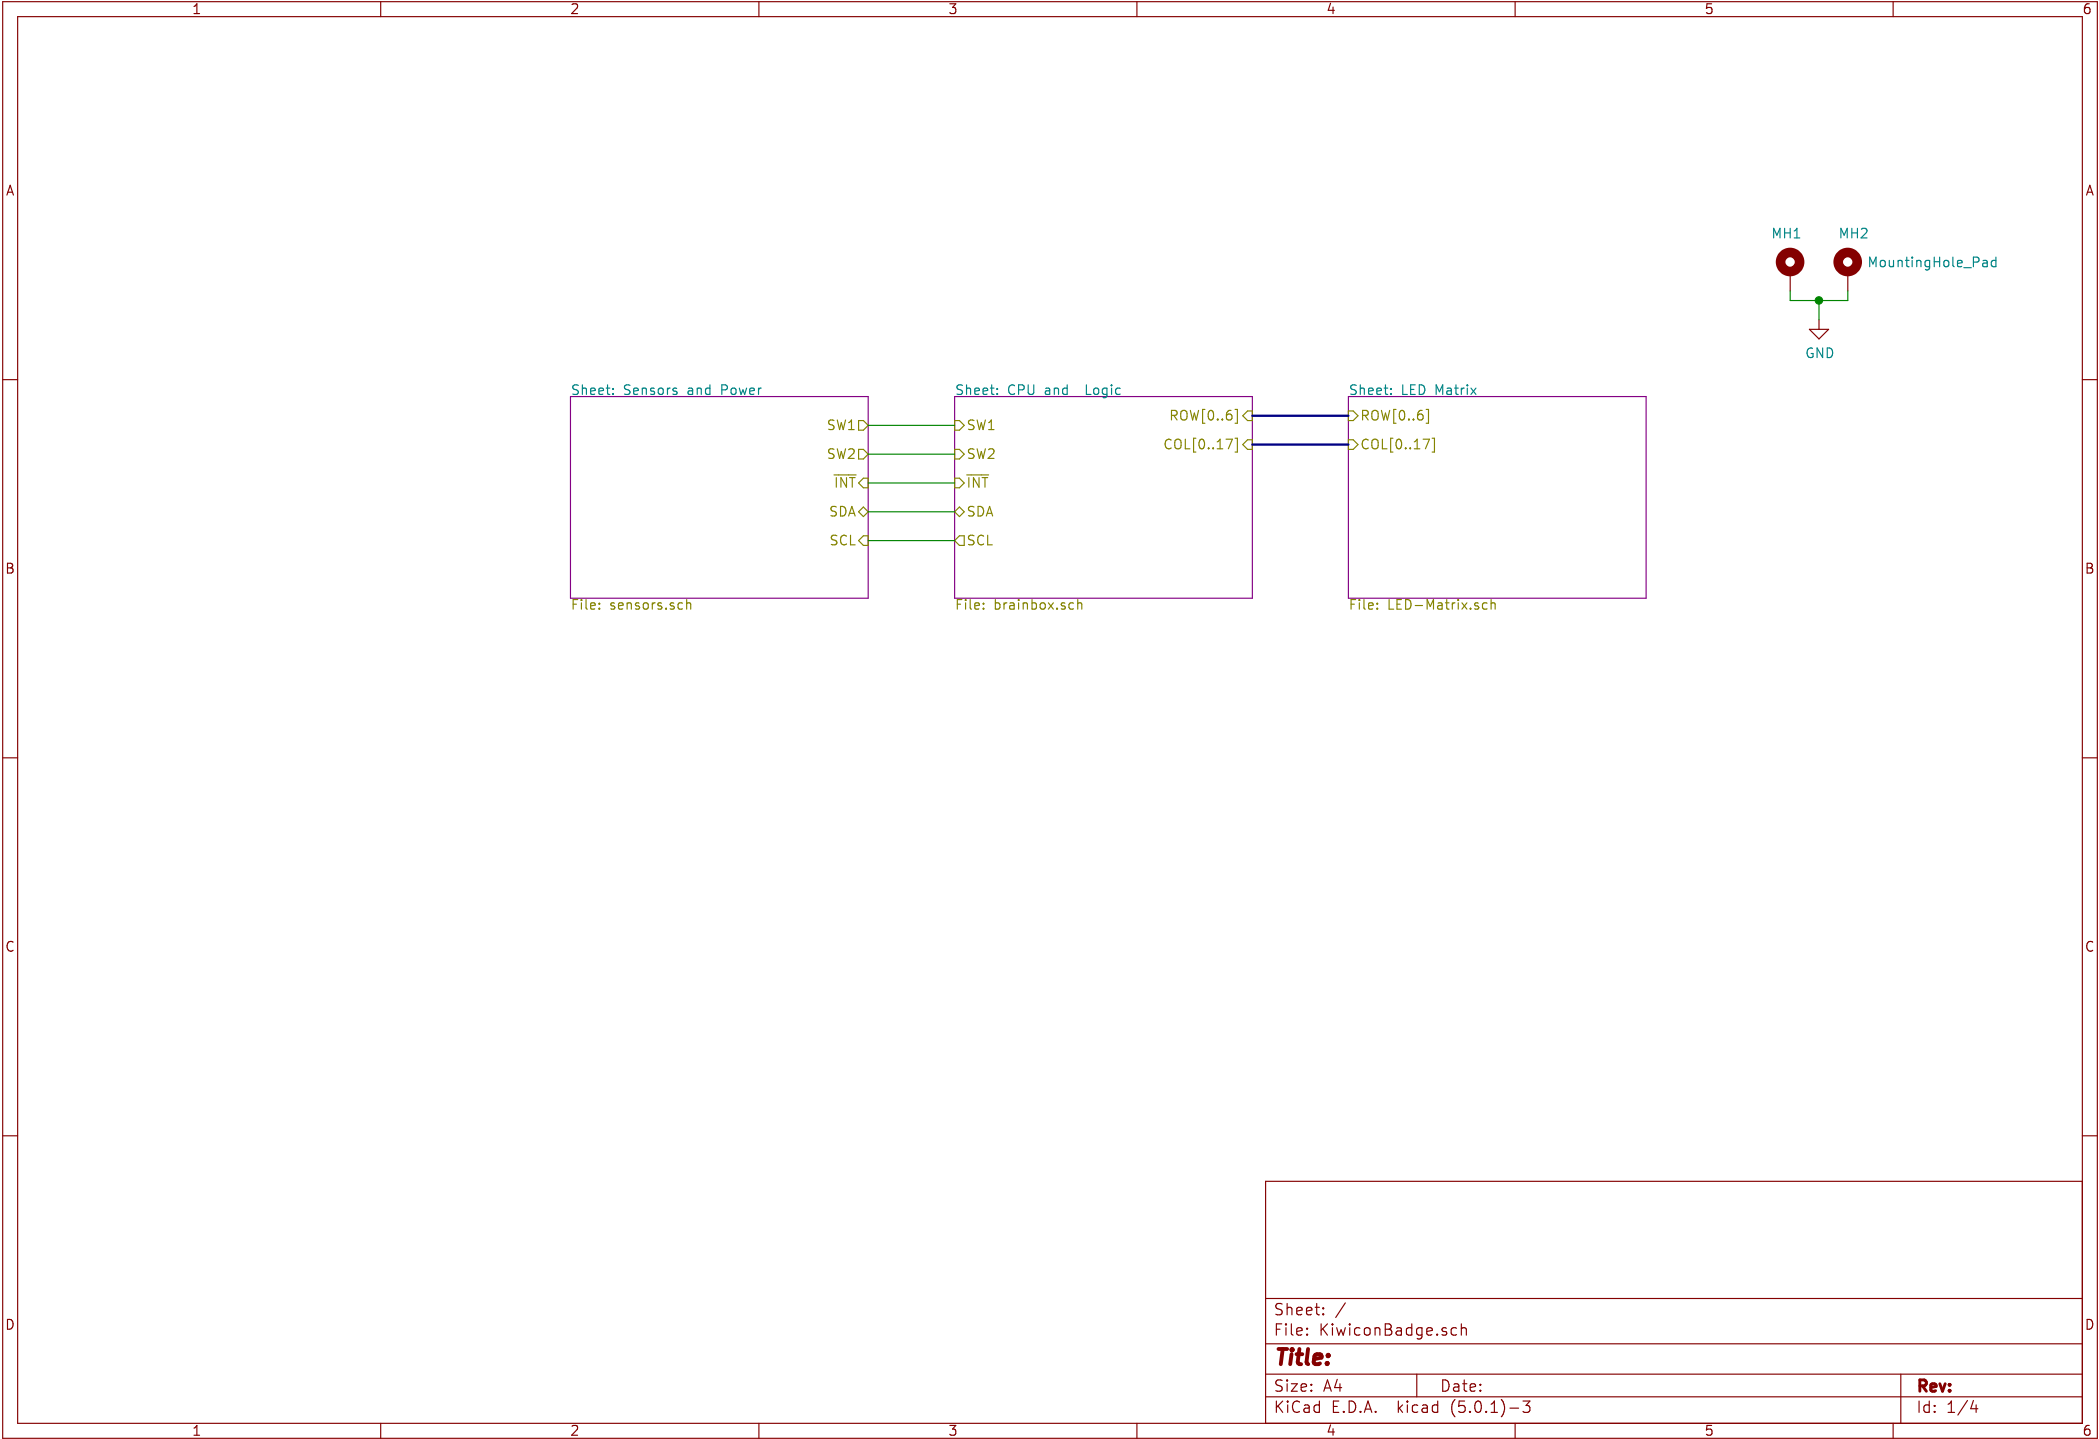 1 2 3 4 5 6
A A
MH1 MH2
MountingHole_Pad
GND
Sheet: Sensors and Power
SW1
SW2
INT
SDA
SCL
File: sensors.sch
Sheet: CPU and  Logic
SW1
SW2
INT
SDA
SCL
ROW[0..6]
COL[0..17]
File: brainbox.sch
Sheet: LED Matrix
ROW[0..6]
COL[0..17]
File: LED-Matrix.sch
B B
C C
D D
Sheet: /
File: KiwiconBadge.sch
Title:
Size: A4 Date: Rev:
KiCad E.D.A.  kicad (5.0.1)-3 Id: 1/4
1 2 3 4 5 6